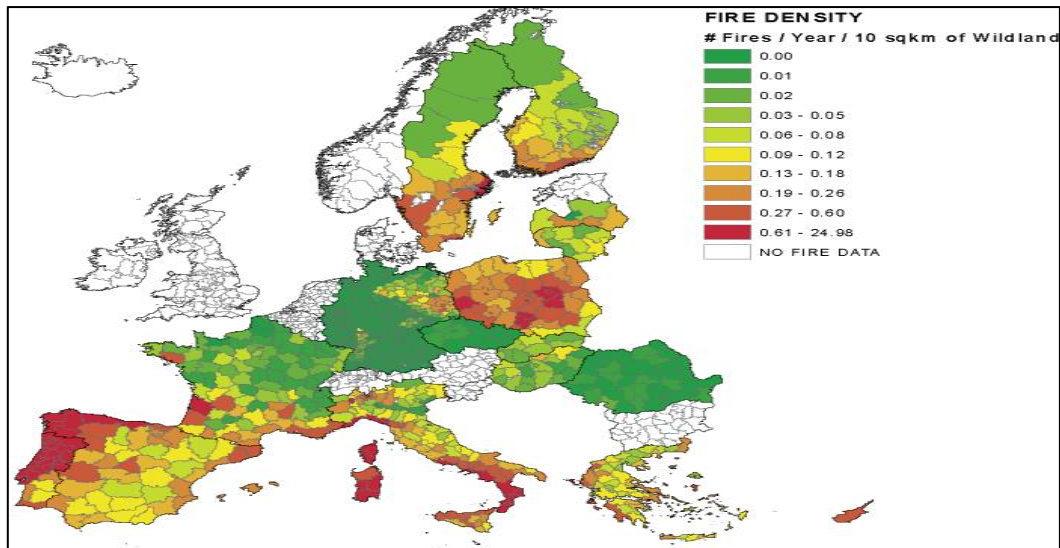 FIRE DENSITY
# Fires / Year / 10 sqkm of Wildland
0.00
0.01
0.02
0.03 - 0.05
0.06 - 0.08
0.09 - 0.12
0.13 - 0.18
0.19 - 0.26
0.27 - 0.60
0.61 - 24.98
NO FIRE DATA